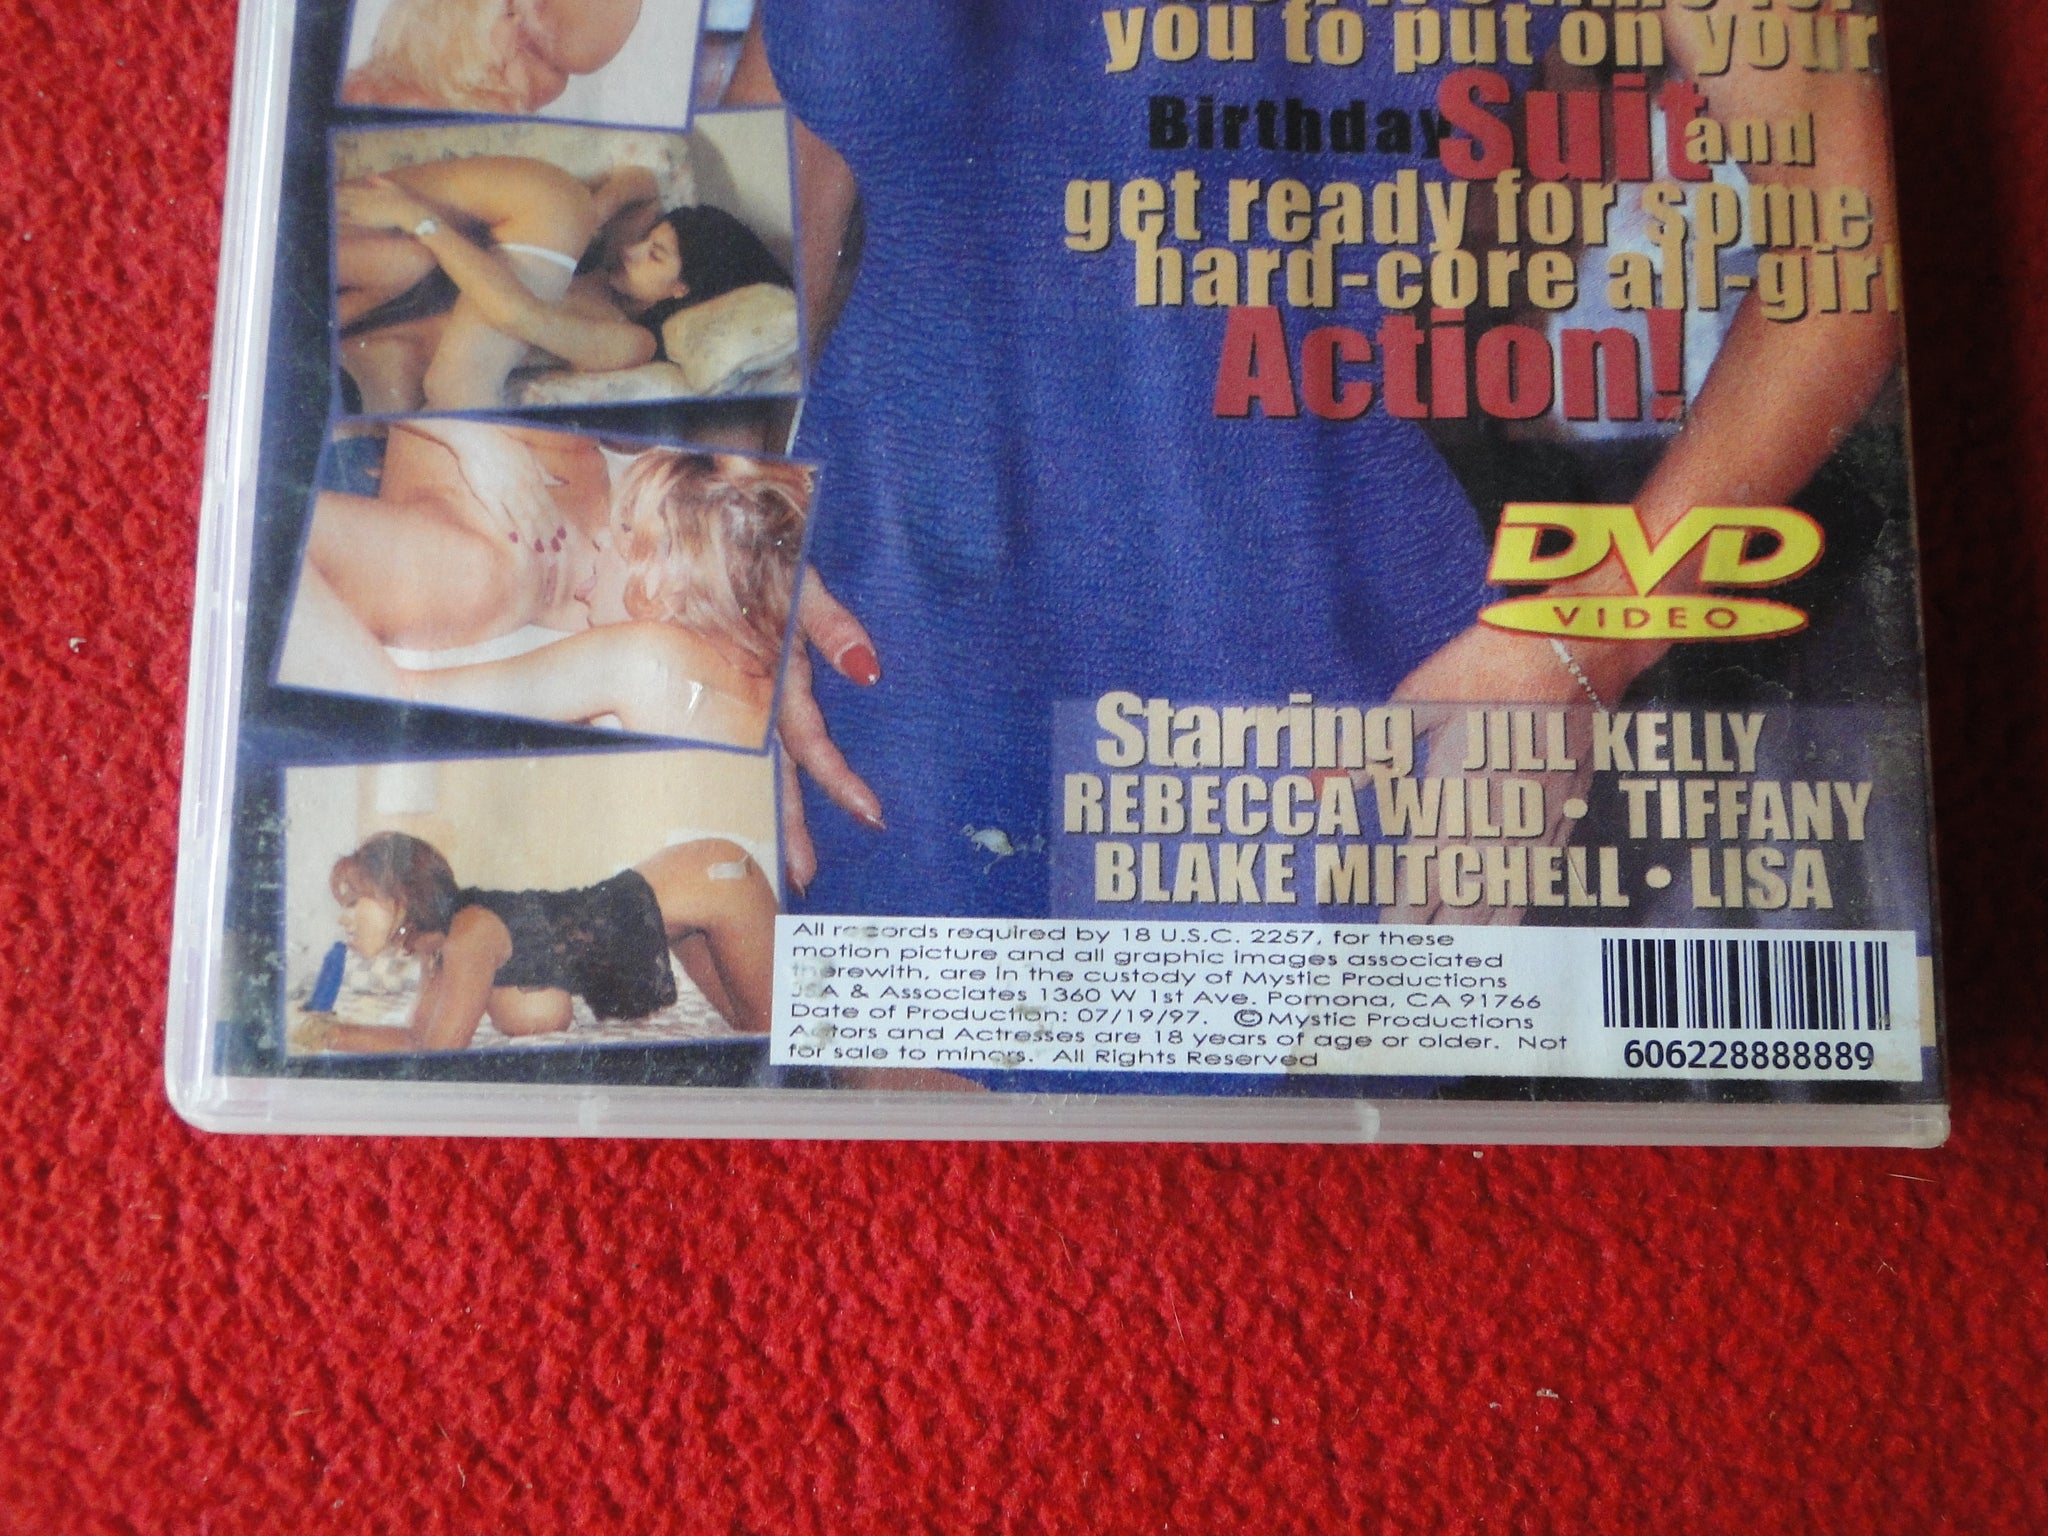 you to put on your
Birthday Suit and
get ready for some
hard-core all-girl
Action!
DVD
VIDEO
Starring JILL KELLY
REBECCA WILD • TIFFANY
BLAKE MITCHELL • LISA
All records required by 18 U.S.C. 2257, for these
motion picture and all graphic images associated
therewith, are in the custody of Mystic Productions
J&A & Associates 1360 W 1st Ave. Pomona, CA 91766
Date of Production: 07/19/97. © Mystic Productions
Actors and Actresses are 18 years of age or older. Not
for sale to minors. All Rights Reserved
606228888889